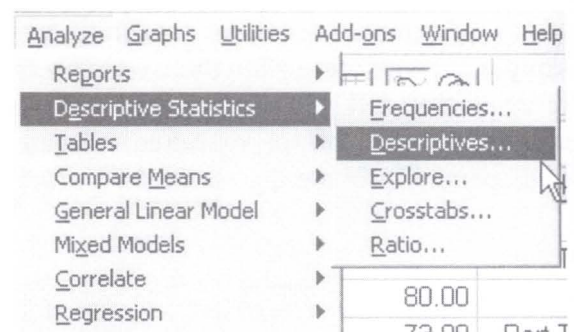 Analyze Graphs Utilities Add-ons Window Help
Reports
Descriptive Statistics
Tables
Compare Means
General Linear Model
Mixed Models
Correlate
Regression
Frequencies...
Descriptives...
Explore...
Crosstabs...
Ratio...
80.00